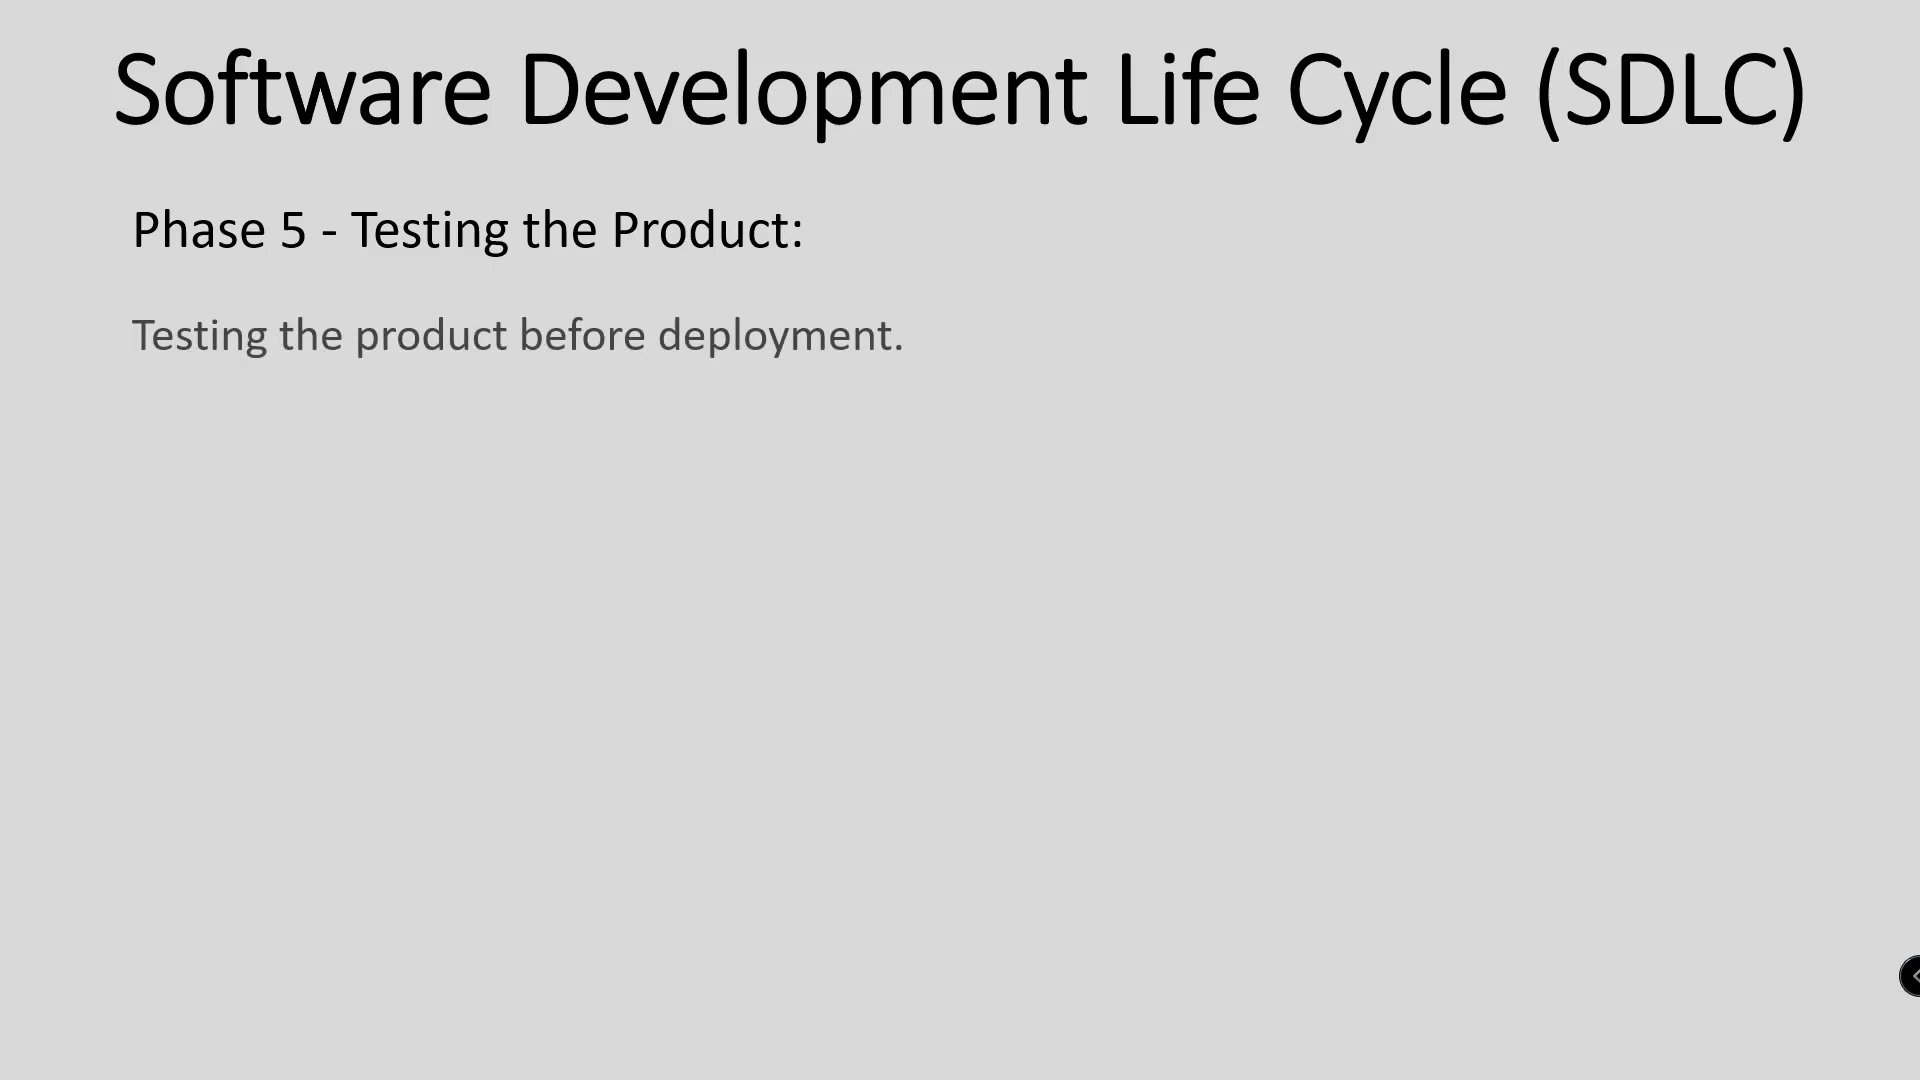 Software Development Life Cycle (SDLC)
Phase 5 - Testing the Product:
Testing the product before deployment.